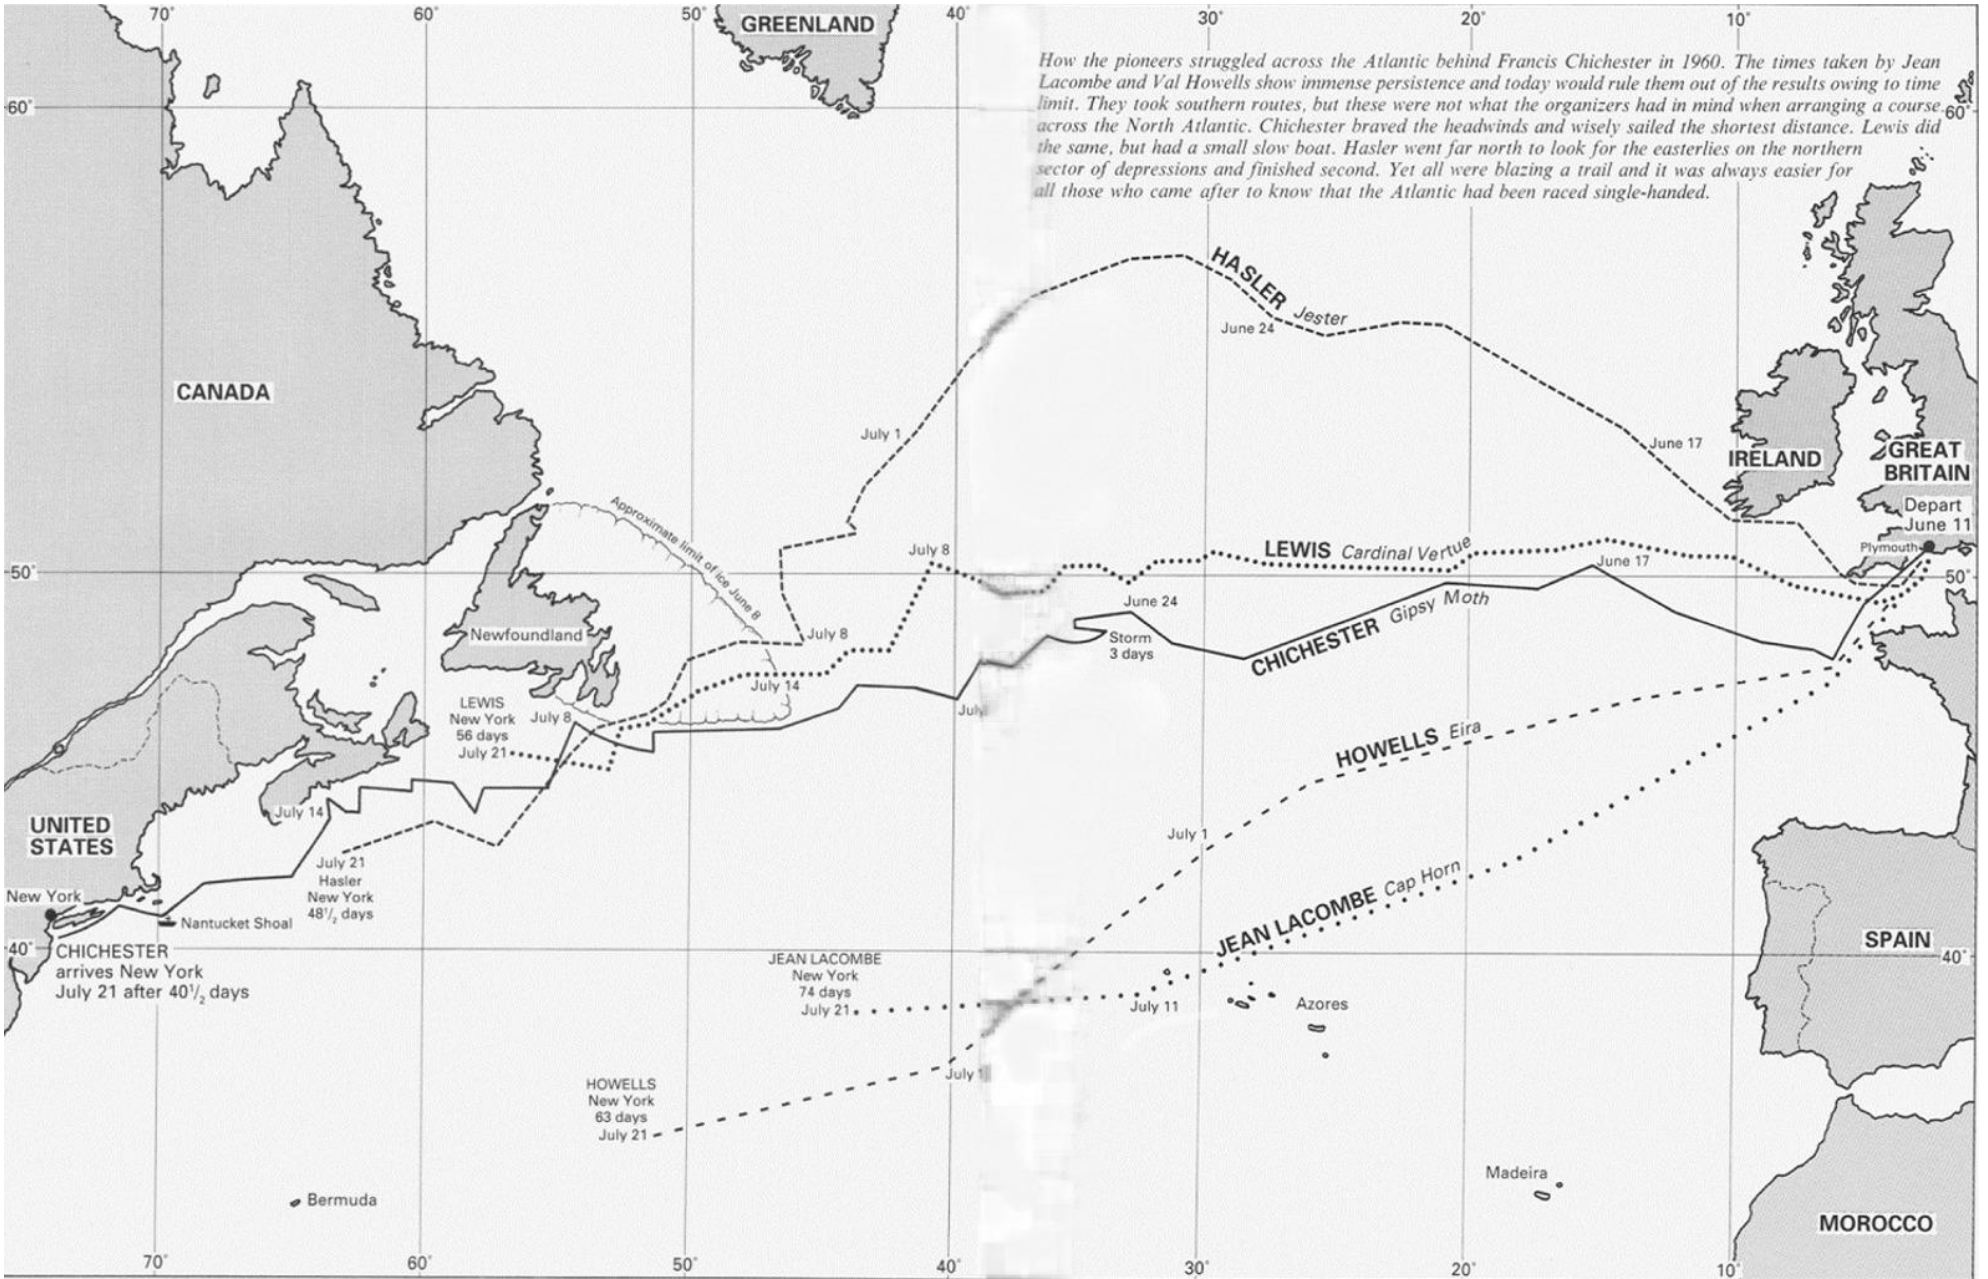 70°
60°
50°
40°
30°
20°
10°
GREENLAND
How the pioneers struggled across the Atlantic behind Francis Chichester in 1960. The times taken by Jean
Lacombe and Val Howells show immense persistence and today would rule them out of the results owing to time
limit. They took southern routes, but these were not what the organizers had in mind when arranging a course
across the North Atlantic. Chichester braved the headwinds and wisely sailed the shortest distance. Lewis did
the same, but had a small slow boat. Hasler went far north to look for the easterlies on the northern
sector of depressions and finished second. Yet all were blazing a trail and it was always easier for
all those who came after to know that the Atlantic had been raced single-handed.
60°
60°
HASLER Jester
June 24
CANADA
July 1
June 17
IRELAND
GREAT
BRITAIN
Depart
June 11
Plymouth
Approximate limit of ice June 8
July 8
LEWIS Cardinal Vertue
June 17
50°
50°
June 24
CHICHESTER Gipsy Moth
Storm
3 days
Newfoundland
July 8
July 14
July
LEWIS
New York
56 days
July 21
July 8
HOWELLS Eira
July 14
UNITED
STATES
July 1
July 21
Hasler
New York
48½ days
JEAN LACOMBE Cap Horn
New York
Nantucket Shoal
40°
40°
CHICHESTER
arrives New York
July 21 after 40½ days
SPAIN
JEAN LACOMBE
New York
74 days
July 21
July 11
Azores
July 1
HOWELLS
New York
63 days
July 21
Madeira
Bermuda
MOROCCO
70°
60°
50°
40°
30°
20°
10°